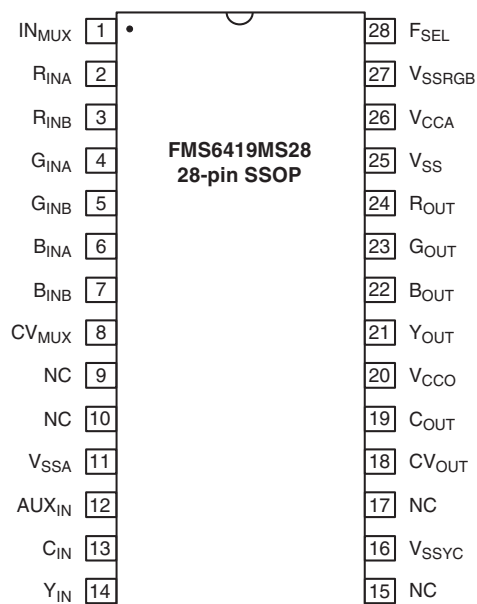 IN_MUX 1 28 F_SEL
R_INA 2 27 V_SSRGB
R_INB 3 26 V_CCA
FMS6419MS28
28-pin SSOP
G_INA 4 25 V_SS
G_INB 5 24 R_OUT
B_INA 6 23 G_OUT
B_INB 7 22 B_OUT
CV_MUX 8 21 Y_OUT
NC 9 20 V_CCO
NC 10 19 C_OUT
V_SSA 11 18 CV_OUT
AUX_IN 12 17 NC
C_IN 13 16 V_SSYC
Y_IN 14 15 NC